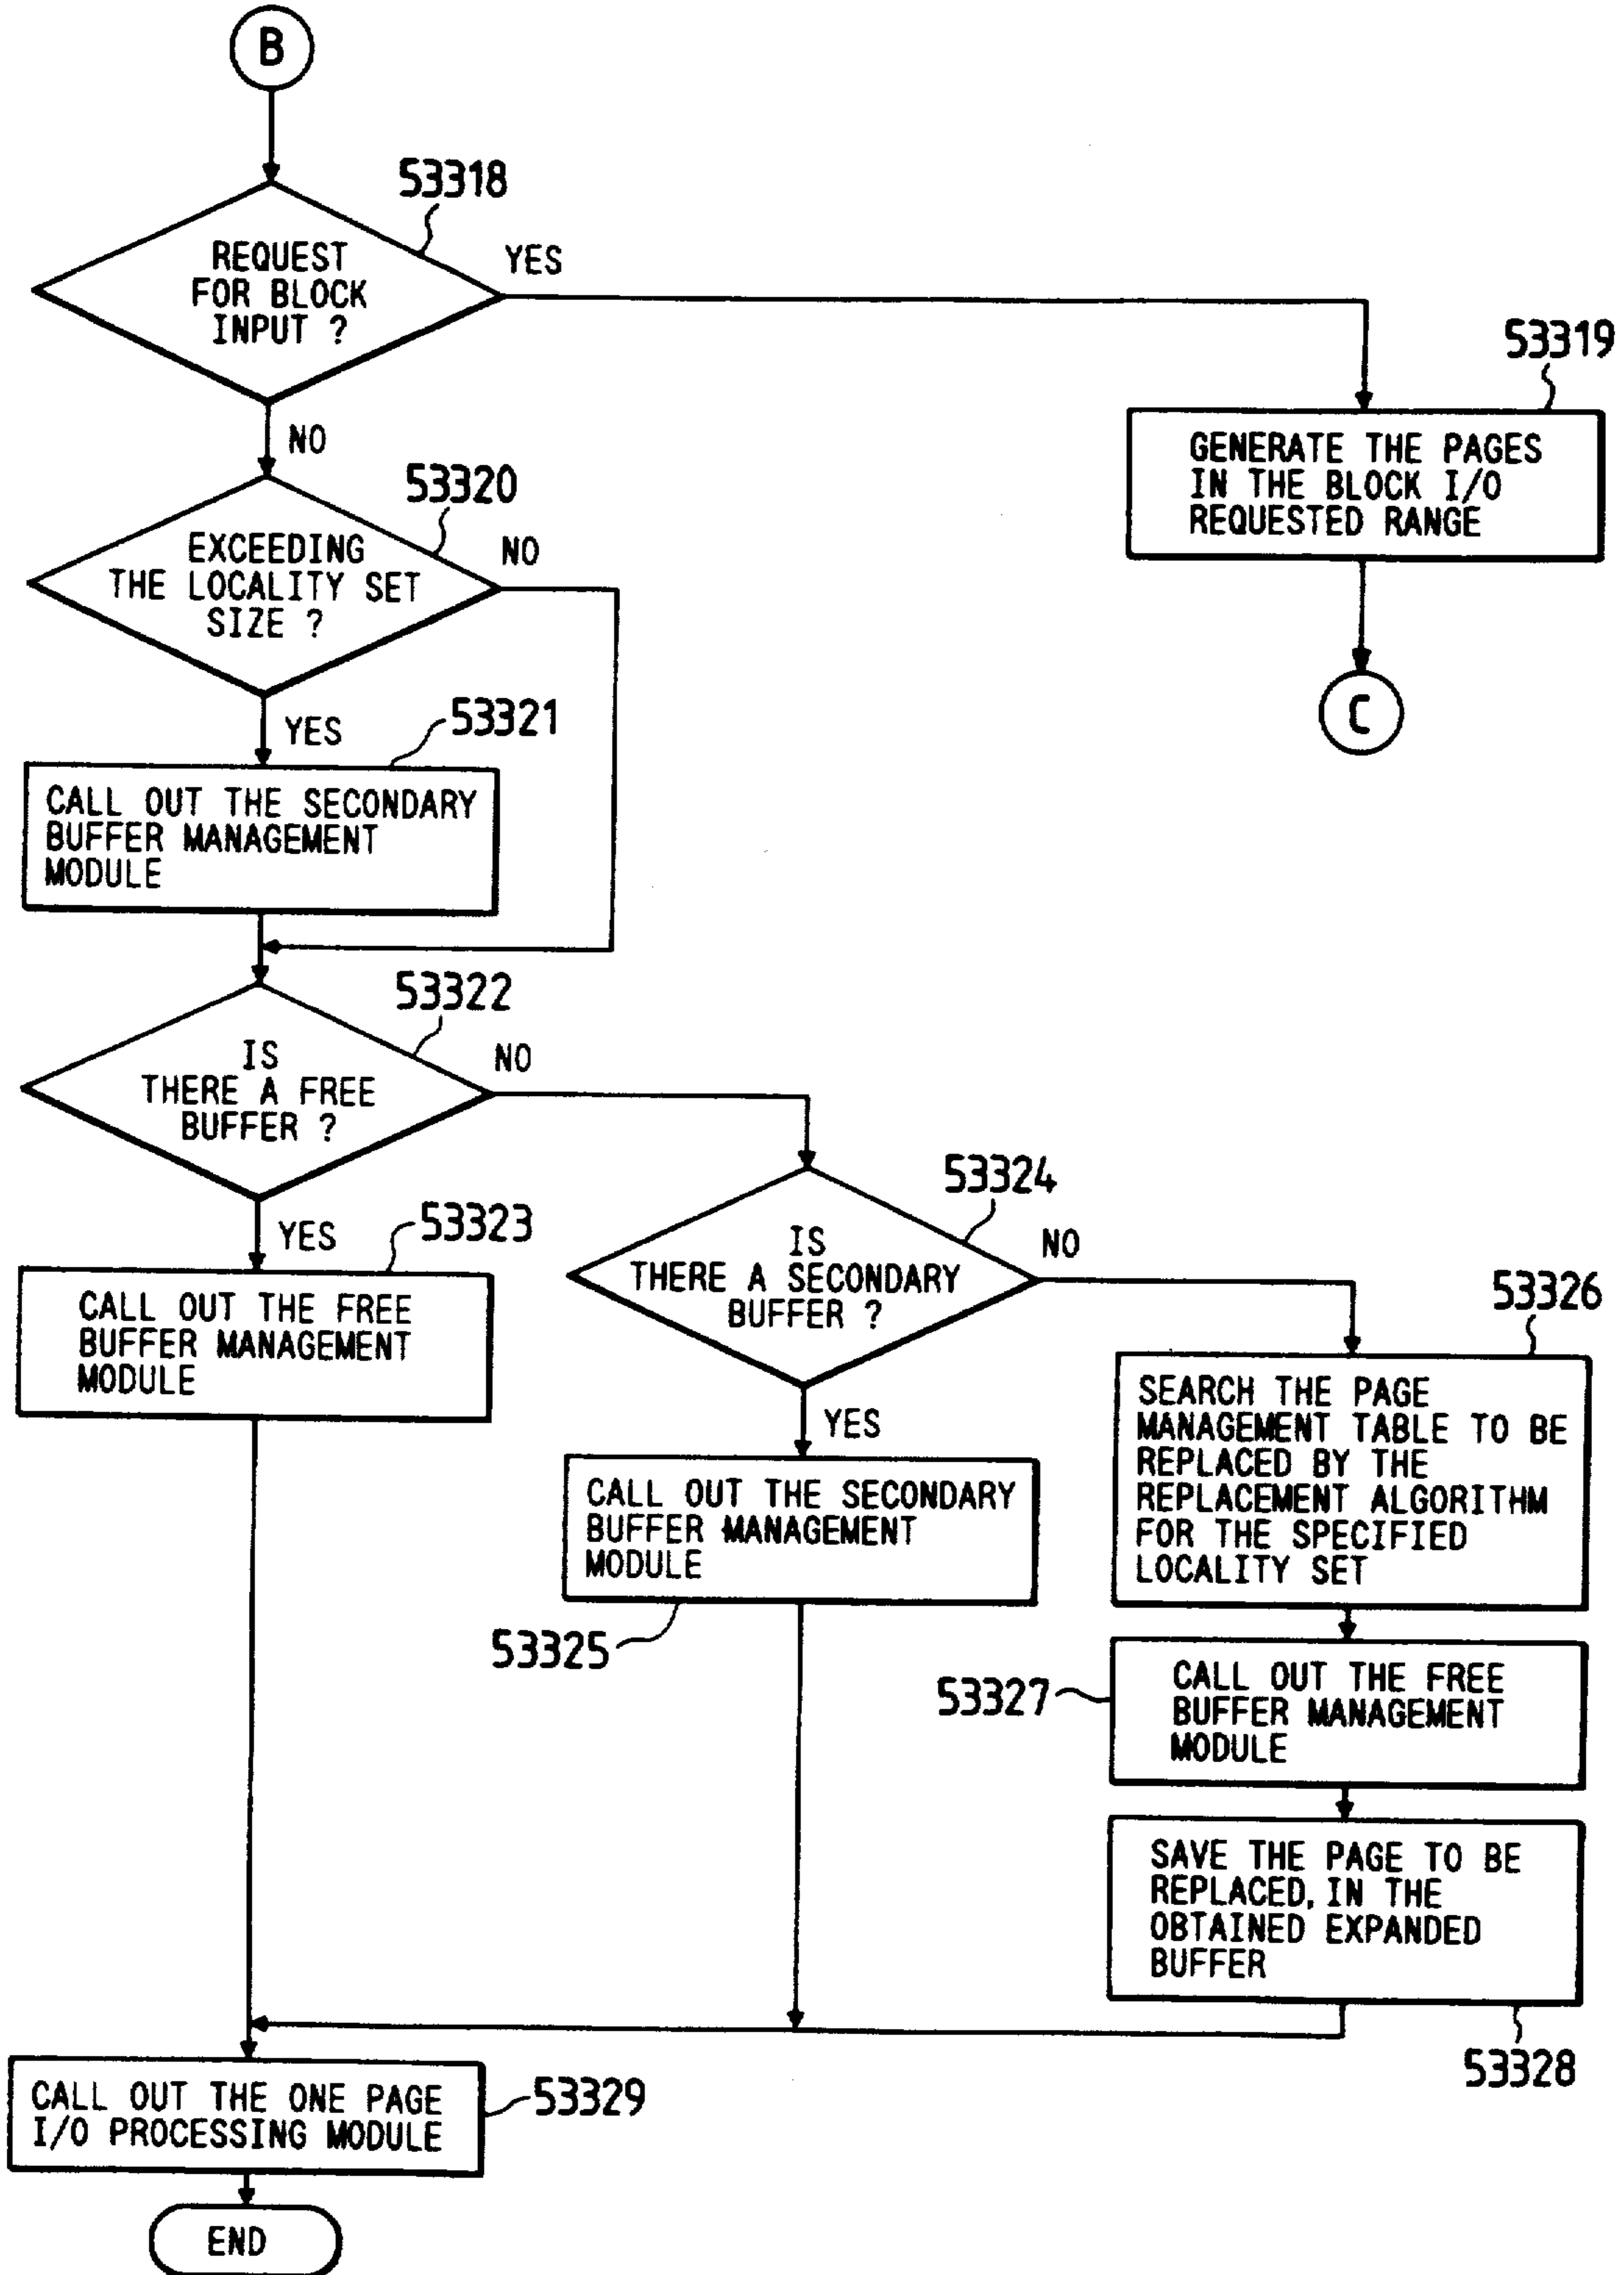 B
53318
REQUEST
FOR BLOCK
INPUT ?
YES
NO
53319
GENERATE THE PAGES
IN THE BLOCK I/O
REQUESTED RANGE
C
53320
EXCEEDING
THE LOCALITY SET
SIZE ?
NO
YES
53321
CALL OUT THE SECONDARY
BUFFER MANAGEMENT
MODULE
53322
IS
THERE A FREE
BUFFER ?
NO
YES
53323
CALL OUT THE FREE
BUFFER MANAGEMENT
MODULE
53324
IS
THERE A SECONDARY
BUFFER ?
NO
YES
CALL OUT THE SECONDARY
BUFFER MANAGEMENT
MODULE
53325
53326
SEARCH THE PAGE
MANAGEMENT TABLE TO BE
REPLACED BY THE
REPLACEMENT ALGORITHM
FOR THE SPECIFIED
LOCALITY SET
53327
CALL OUT THE FREE
BUFFER MANAGEMENT
MODULE
SAVE THE PAGE TO BE
REPLACED, IN THE
OBTAINED EXPANDED
BUFFER
53328
CALL OUT THE ONE PAGE
I/O PROCESSING MODULE
53329
END